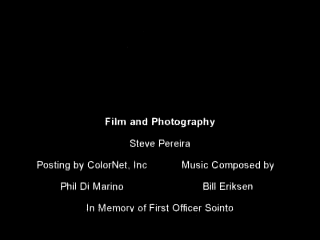 Film and Photography
Steve Pereira
Posting by ColorNet, Inc Music Composed by
Phil Di Marino Bill Eriksen
In Memory of First Officer Sointo